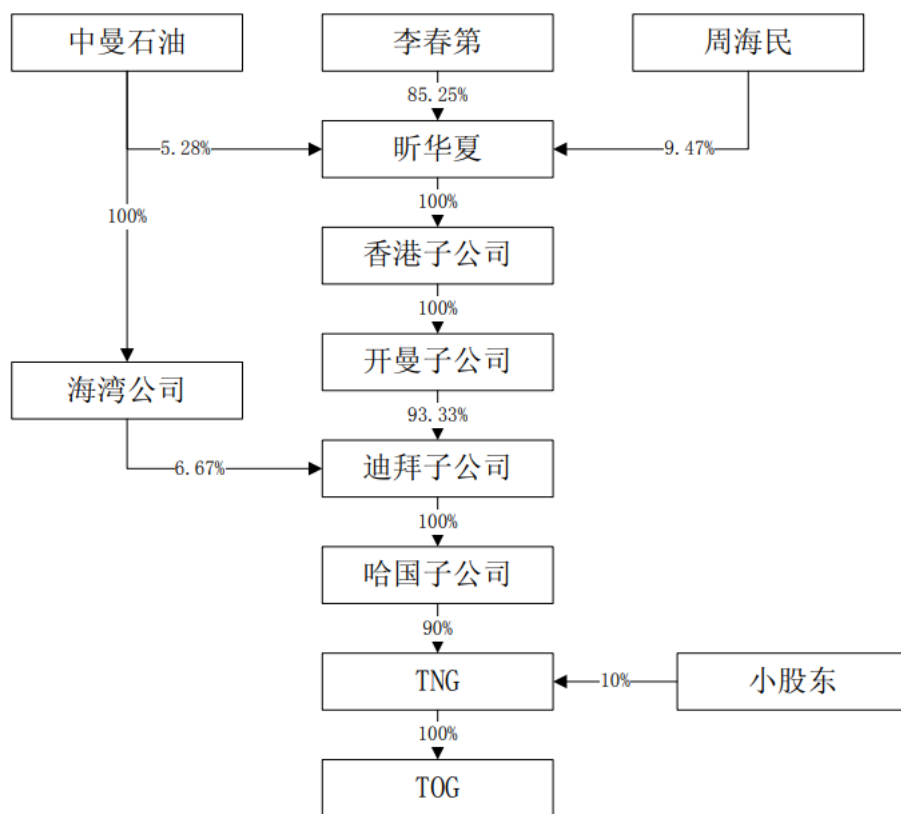 中曼石油
李春第
周海民
85.25%
5.28%
昕华夏
9.47%
100%
100%
香港子公司
100%
海湾公司
开曼子公司
93.33%
6.67%
迪拜子公司
100%
哈国子公司
90%
TNG
10%
小股东
100%
TOG